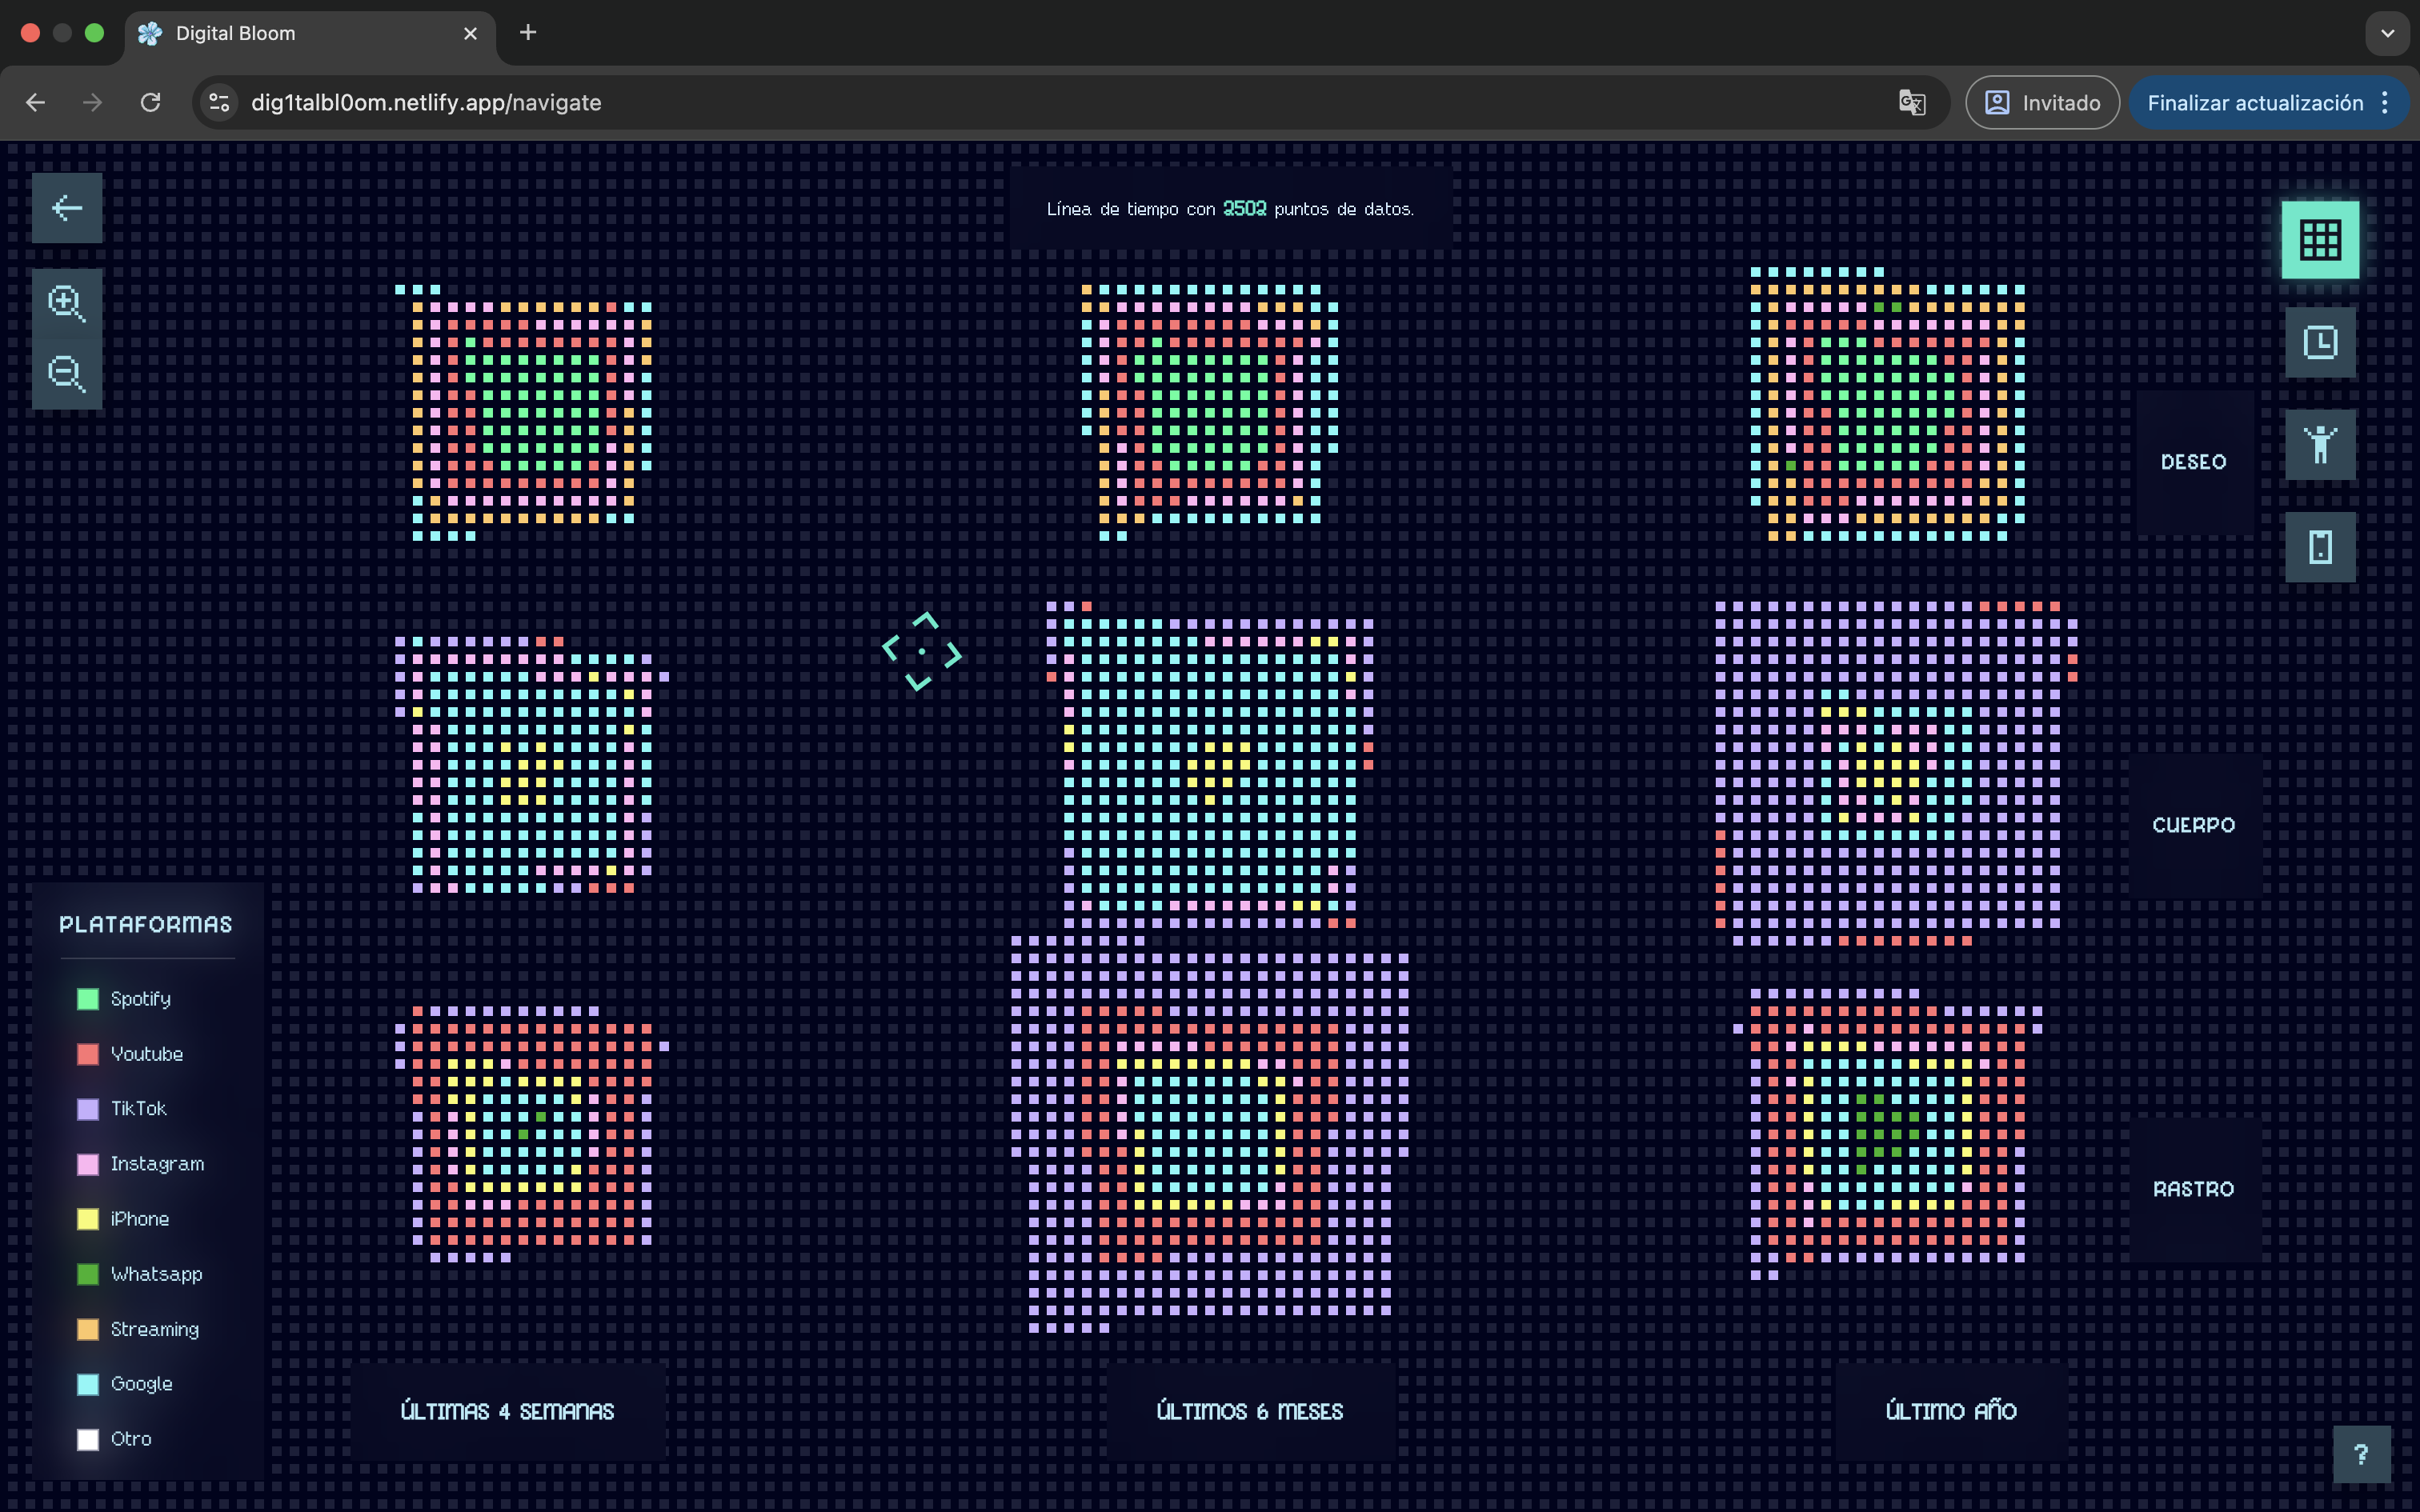 Digital Bloom
dig1talbl0om.netlify.app/navigate
Invitado
Finalizar actualización
Línea de tiempo con 2502 puntos de datos.
DESEO
CUERPO
RASTRO
PLATAFORMAS
Spotify
Youtube
TikTok
Instagram
iPhone
Whatsapp
Streaming
Google
Otro
ÚLTIMAS 4 SEMANAS
ÚLTIMOS 6 MESES
ÚLTIMO AÑO
?